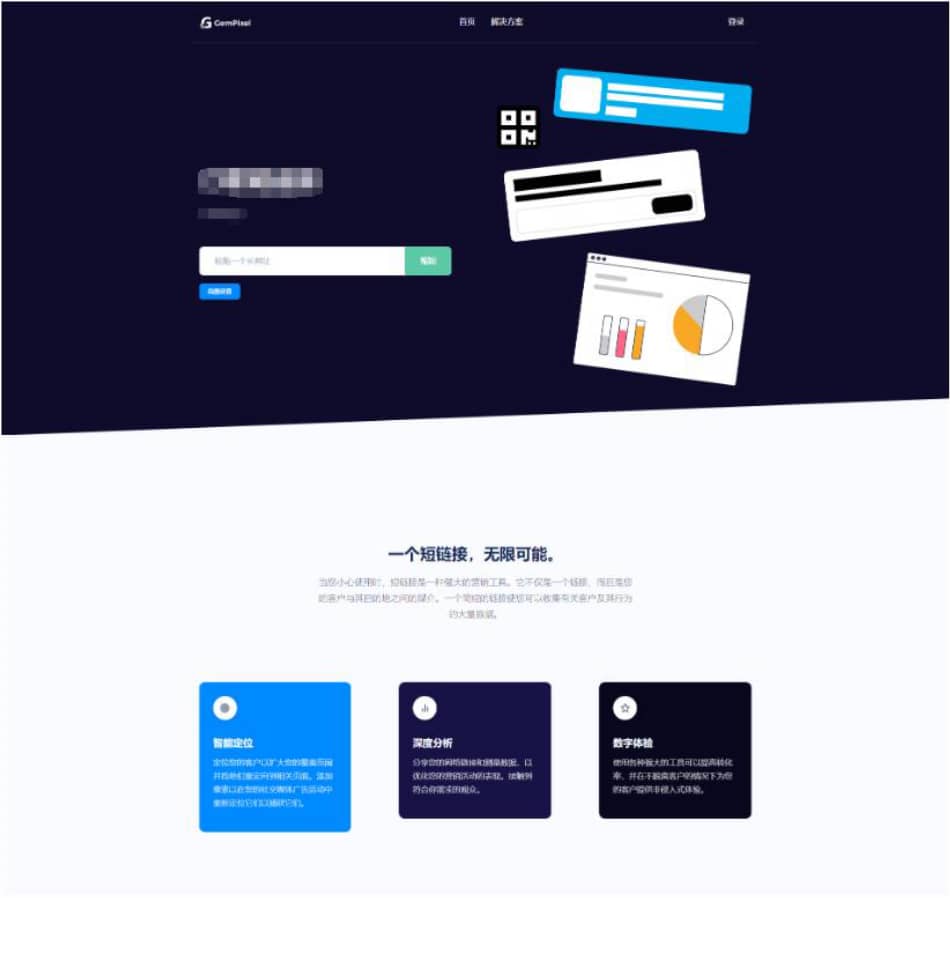 GemPixel
首页 解决方案
登录
粘贴一个长网址
缩短
高级设置
一个短链接，无限可能。
当您小心使用时，短链接是一种强大的营销工具。它不仅是一个链接，而且是您
的客户与其目的地之间的媒介。一个简短的链接使您可以收集有关客户及其行为
的大量数据。
智能定位
定位您的客户以扩大您的覆盖范围
并将他们重定向到相关页面。添加
像素以在您的社交媒体广告活动中
重新定位它们以捕获它们。
深度分析
分享您的网络链接和测量数据，以
优化您的营销活动的表现。接触到
符合你需求的观众。
数字体验
使用各种强大的工具可以提高转化
率，并在不脱离客户的情况下为您
的客户提供非侵入式体验。